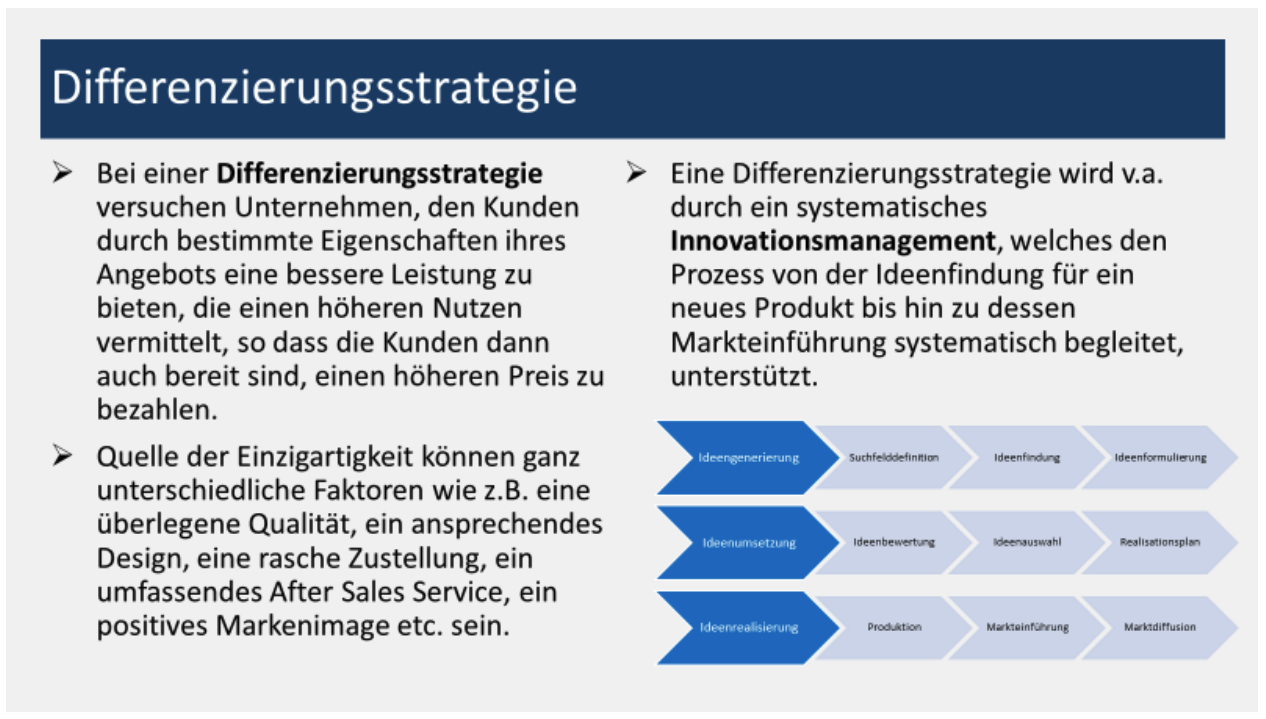 Differenzierungsstrategie
➢ Bei einer Differenzierungsstrategie
versuchen Unternehmen, den Kunden
durch bestimmte Eigenschaften ihres
Angebots eine bessere Leistung zu
bieten, die einen höheren Nutzen
vermittelt, so dass die Kunden dann
auch bereit sind, einen höheren Preis zu
bezahlen.
➢ Quelle der Einzigartigkeit können ganz
unterschiedliche Faktoren wie z.B. eine
überlegene Qualität, ein ansprechendes
Design, eine rasche Zustellung, ein
umfassendes After Sales Service, ein
positives Markenimage etc. sein.
➢ Eine Differenzierungsstrategie wird v.a.
durch ein systematisches
Innovationsmanagement, welches den
Prozess von der Ideenfindung für ein
neues Produkt bis hin zu dessen
Markteinführung systematisch begleitet,
unterstützt.
Ideengenerierung Suchfelddefinition Ideenfindung Ideenformulierung
Ideenumsetzung Ideenbewertung Ideenauswahl Realisationsplan
Ideenrealisierung Produktion Markteinführung Marktdiffusion